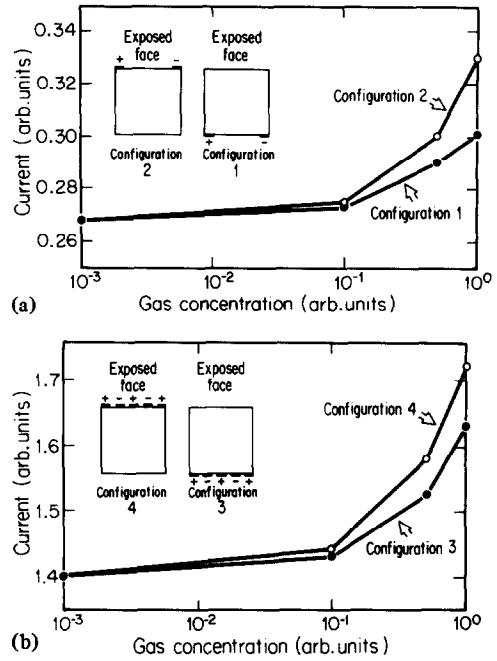 0.34
0.32
0.30
0.28
0.26
Current (arb.units)
Exposed face
+ -
Configuration 2
Exposed face
+ -
Configuration 1
Configuration 2
Configuration 1
10⁻³ 10⁻² 10⁻¹ 10⁰
(a) Gas concentration (arb.units)
1.7
1.6
1.5
1.4
Current (arb.units)
Exposed face
+ - + - +
Configuration 4
Exposed face
+ - + - +
Configuration 3
Configuration 4
Configuration 3
10⁻³ 10⁻² 10⁻¹ 10⁰
(b) Gas concentration (arb.units)